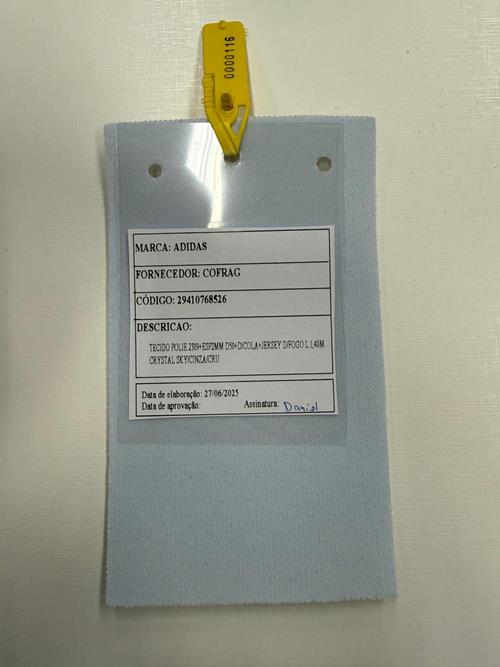 0000116
MARCA: ADIDAS
FORNECEDOR: COFRAG
CÓDIGO: 29410768526
DESCRICAO:
TECIDO POLIE 2309+ESP2MM D50+D/COLA+JERSEY D/FOGO L 1,40M
CRYSTAL SKY/CINZA/CRU
Data de elaboração: 27/06/2025
Data de aprovação:
Assinatura: Daniel